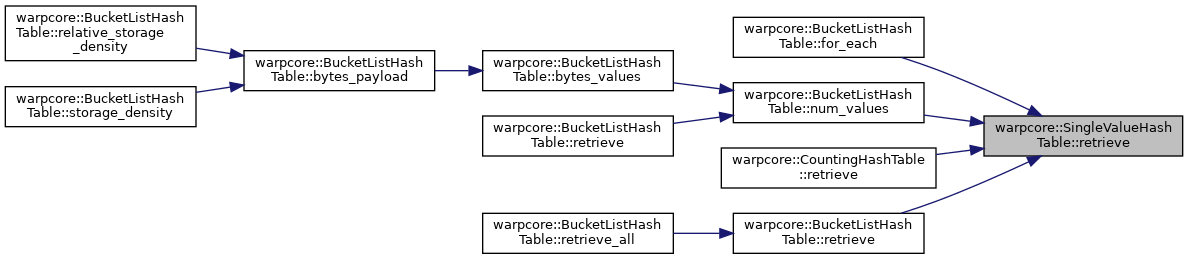 warpcore::BucketListHash
Table::relative_storage
_density
warpcore::BucketListHash
Table::storage_density
warpcore::BucketListHash
Table::bytes_payload
warpcore::BucketListHash
Table::bytes_values
warpcore::BucketListHash
Table::retrieve
warpcore::BucketListHash
Table::retrieve_all
warpcore::BucketListHash
Table::for_each
warpcore::BucketListHash
Table::num_values
warpcore::CountingHashTable
::retrieve
warpcore::BucketListHash
Table::retrieve
warpcore::SingleValueHash
Table::retrieve